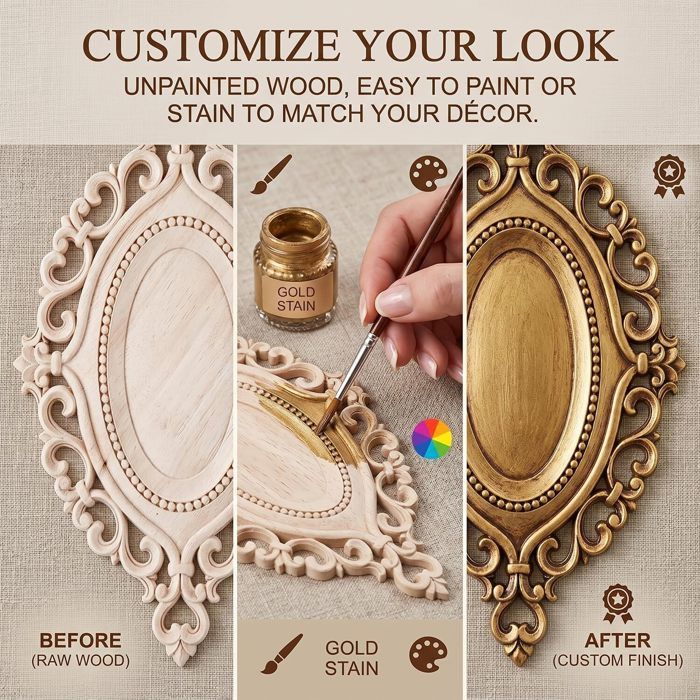 CUSTOMIZE YOUR LOOK
UNPAINTED WOOD, EASY TO PAINT OR
STAIN TO MATCH YOUR DÉCOR.
GOLD
STAIN
BEFORE
(RAW WOOD)
GOLD
STAIN
AFTER
(CUSTOM FINISH)